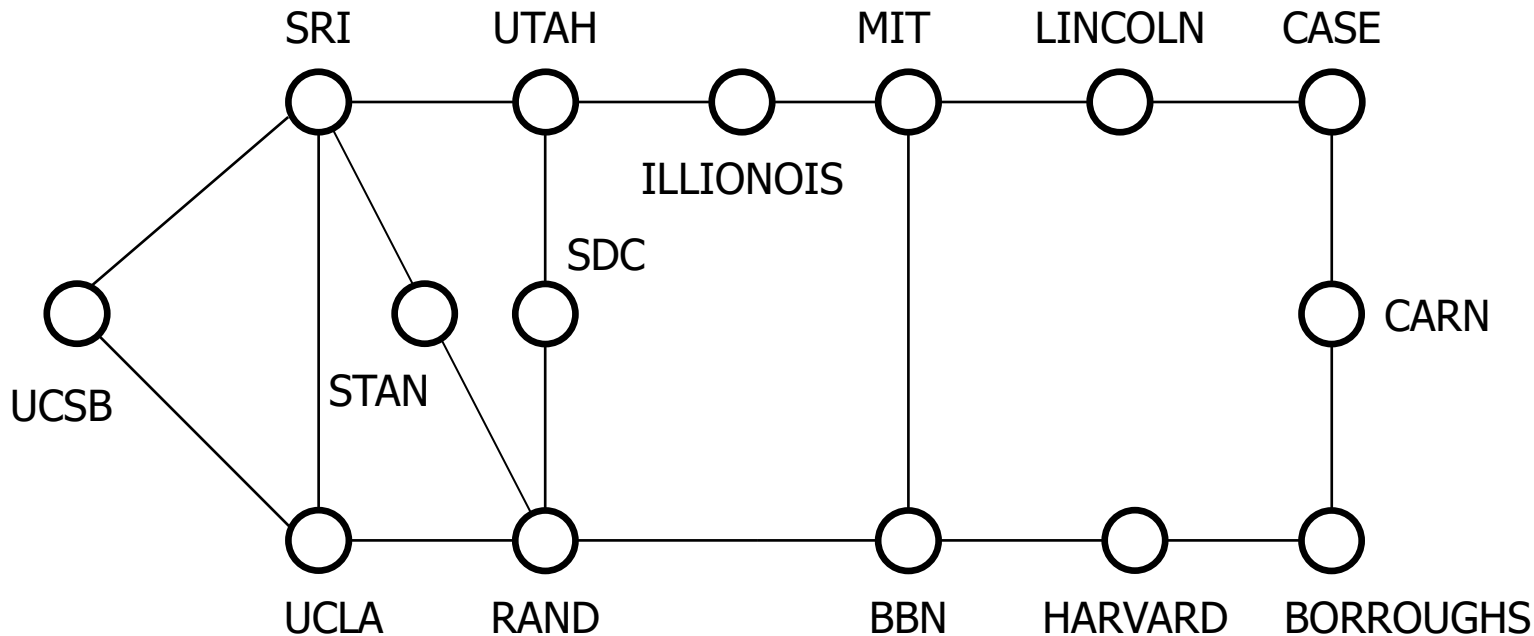 SRI
UTAH
MIT
LINCOLN
CASE
ILLIONOIS
SDC
CARN
STAN
UCSB
UCLA
RAND
BBN
HARVARD
BORROUGHS